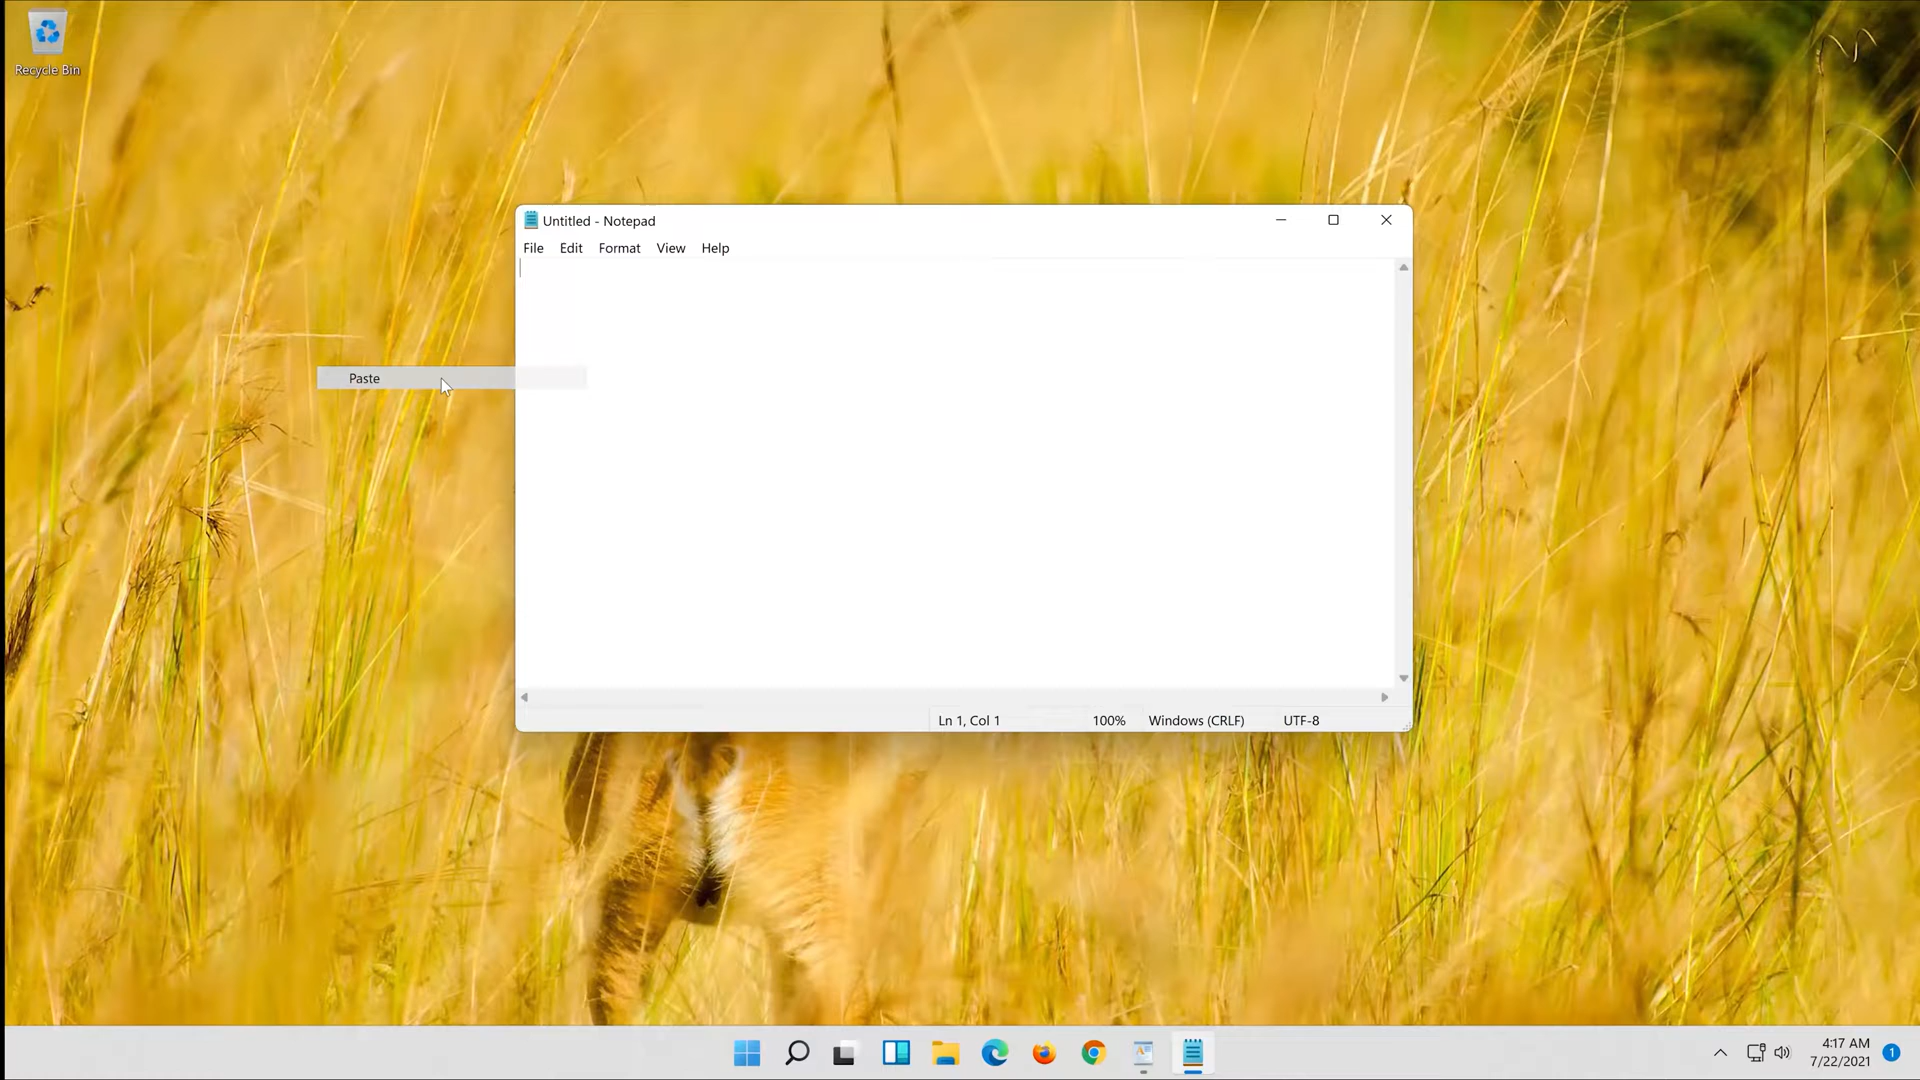 Recycle Bin
Untitled - Notepad
File Edit Format View Help
Paste
Ln 1, Col 1 100% Windows (CRLF) UTF-8
4:17 AM
7/22/2021
1